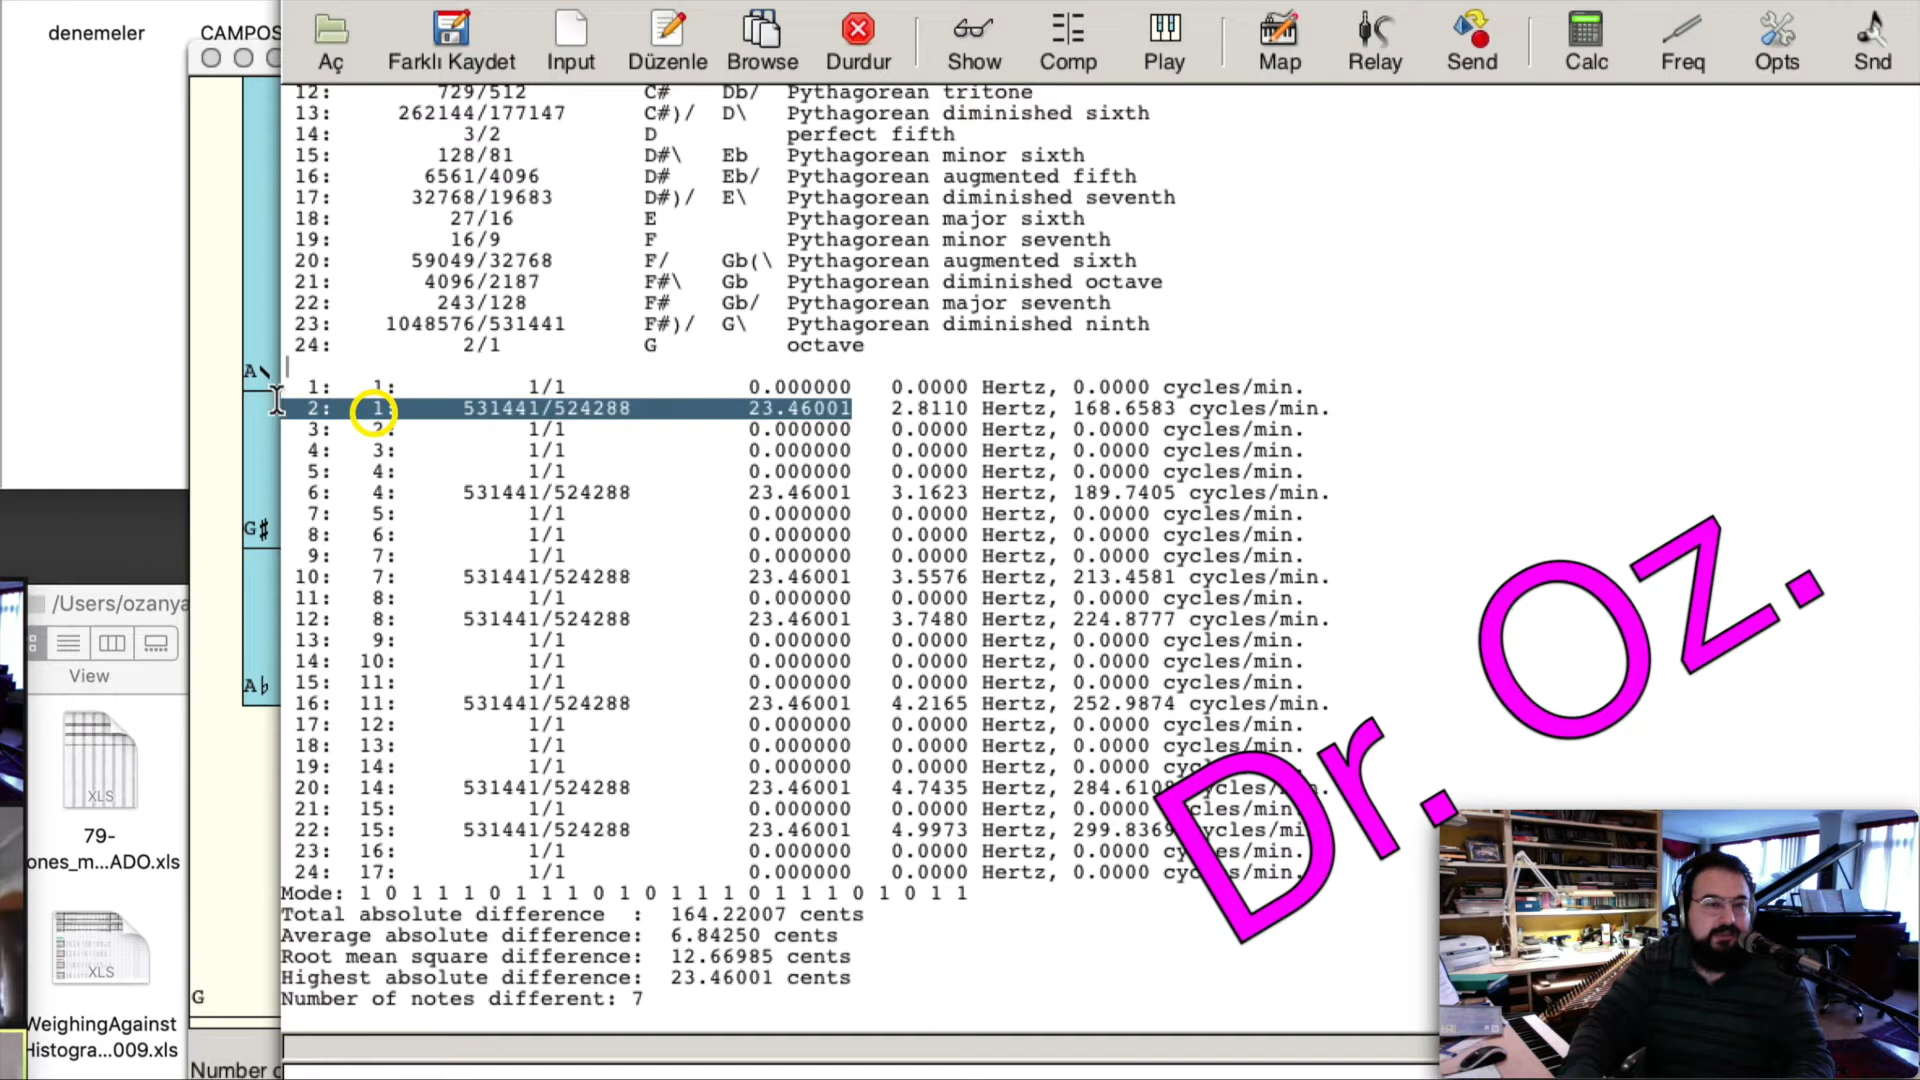 denemeler
CAMPOS
Aç Farklı Kaydet Input Düzenle Browse Durdur Show Comp Play Map Relay Send Calc Freq Opts Snd
12: 729/512 C# Db/ Pythagorean tritone
13: 262144/177147 C#)/ D\ Pythagorean diminished sixth
14: 3/2 D perfect fifth
15: 128/81 D#\ Eb Pythagorean minor sixth
16: 6561/4096 D# Eb/ Pythagorean augmented fifth
17: 32768/19683 D#)/ E\ Pythagorean diminished seventh
18: 27/16 E Pythagorean major sixth
19: 16/9 F Pythagorean minor seventh
20: 59049/32768 F/ Gb(\ Pythagorean augmented sixth
21: 4096/2187 F#\ Gb Pythagorean diminished octave
22: 243/128 F# Gb/ Pythagorean major seventh
23: 1048576/531441 F#)/ G\ Pythagorean diminished ninth
24: 2/1 G octave
1: 1: 1/1 0.000000 0.0000 Hertz, 0.0000 cycles/min.
2: 1: 531441/524288 23.46001 2.8110 Hertz, 168.6583 cycles/min.
3: 2: 1/1 0.000000 0.0000 Hertz, 0.0000 cycles/min.
4: 3: 1/1 0.000000 0.0000 Hertz, 0.0000 cycles/min.
5: 4: 1/1 0.000000 0.0000 Hertz, 0.0000 cycles/min.
6: 4: 531441/524288 23.46001 3.1623 Hertz, 189.7405 cycles/min.
7: 5: 1/1 0.000000 0.0000 Hertz, 0.0000 cycles/min.
8: 6: 1/1 0.000000 0.0000 Hertz, 0.0000 cycles/min.
9: 7: 1/1 0.000000 0.0000 Hertz, 0.0000 cycles/min.
10: 7: 531441/524288 23.46001 3.5576 Hertz, 213.4581 cycles/min.
11: 8: 1/1 0.000000 0.0000 Hertz, 0.0000 cycles/min.
12: 8: 531441/524288 23.46001 3.7480 Hertz, 224.8777 cycles/min.
13: 9: 1/1 0.000000 0.0000 Hertz, 0.0000 cycles/min.
14: 10: 1/1 0.000000 0.0000 Hertz, 0.0000 cycles/min.
15: 11: 1/1 0.000000 0.0000 Hertz, 0.0000 cycles/min.
16: 11: 531441/524288 23.46001 4.2165 Hertz, 252.9874 cycles/min.
17: 12: 1/1 0.000000 0.0000 Hertz, 0.0000 cycles/min.
18: 13: 1/1 0.000000 0.0000 Hertz, 0.0000 cycles/min.
19: 14: 1/1 0.000000 0.0000 Hertz, 0.0000 cycles/min.
20: 14: 531441/524288 23.46001 4.7435 Hertz, 284.610
21: 15: 1/1 0.000000 0.0000 Hertz, 0.0000 cycles/min.
22: 15: 531441/524288 23.46001 4.9973 Hertz, 299.8369 cycles/mi
23: 16: 1/1 0.000000 0.0000 Hertz, 0.0000 cycles/min.
24: 17: 1/1 0.000000 0.0000 Hertz, 0.0000 cycles/min.
Mode: 1 0 1 1 1 0 1 1 1 0 1 0 1 1 1 0 1 1 1 0 1 0 1 1
Total absolute difference : 164.22007 cents
Average absolute difference: 6.84250 cents
Root mean square difference: 12.66985 cents
Highest absolute difference: 23.46001 cents
Number of notes different: 7
A\
G♯
A♭
G
Number
/Users/ozanya
View
XLS
79-
ones_m...ADO.xls
XLS
WeighingAgainst
Histogra...009.xls
Dr. Oz.